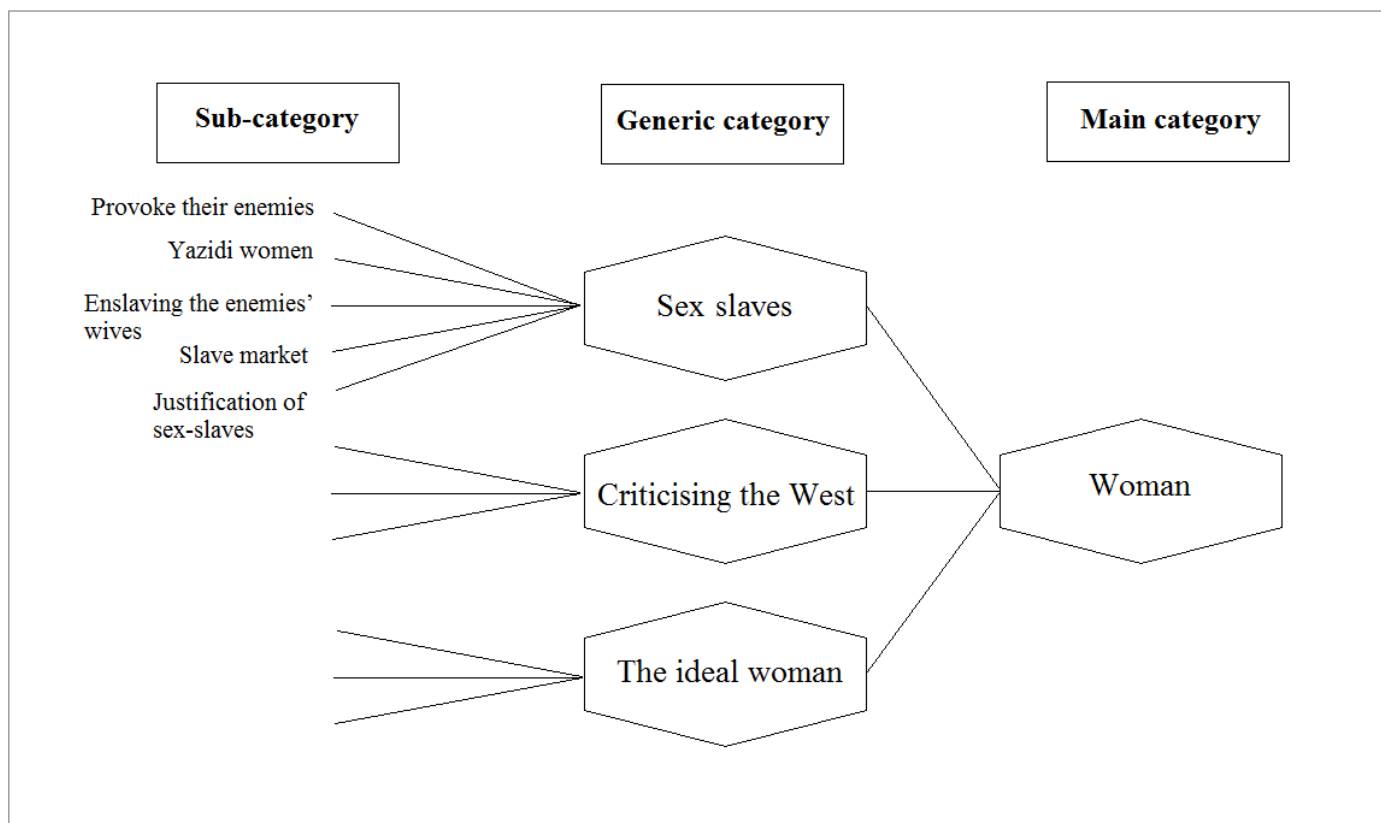 Sub-category
Generic category
Main category
Provoke their enemies
Yazidi women
Enslaving the enemies’
wives
Slave market
Justification of
sex-slaves
Sex slaves
Criticising the West
The ideal woman
Woman